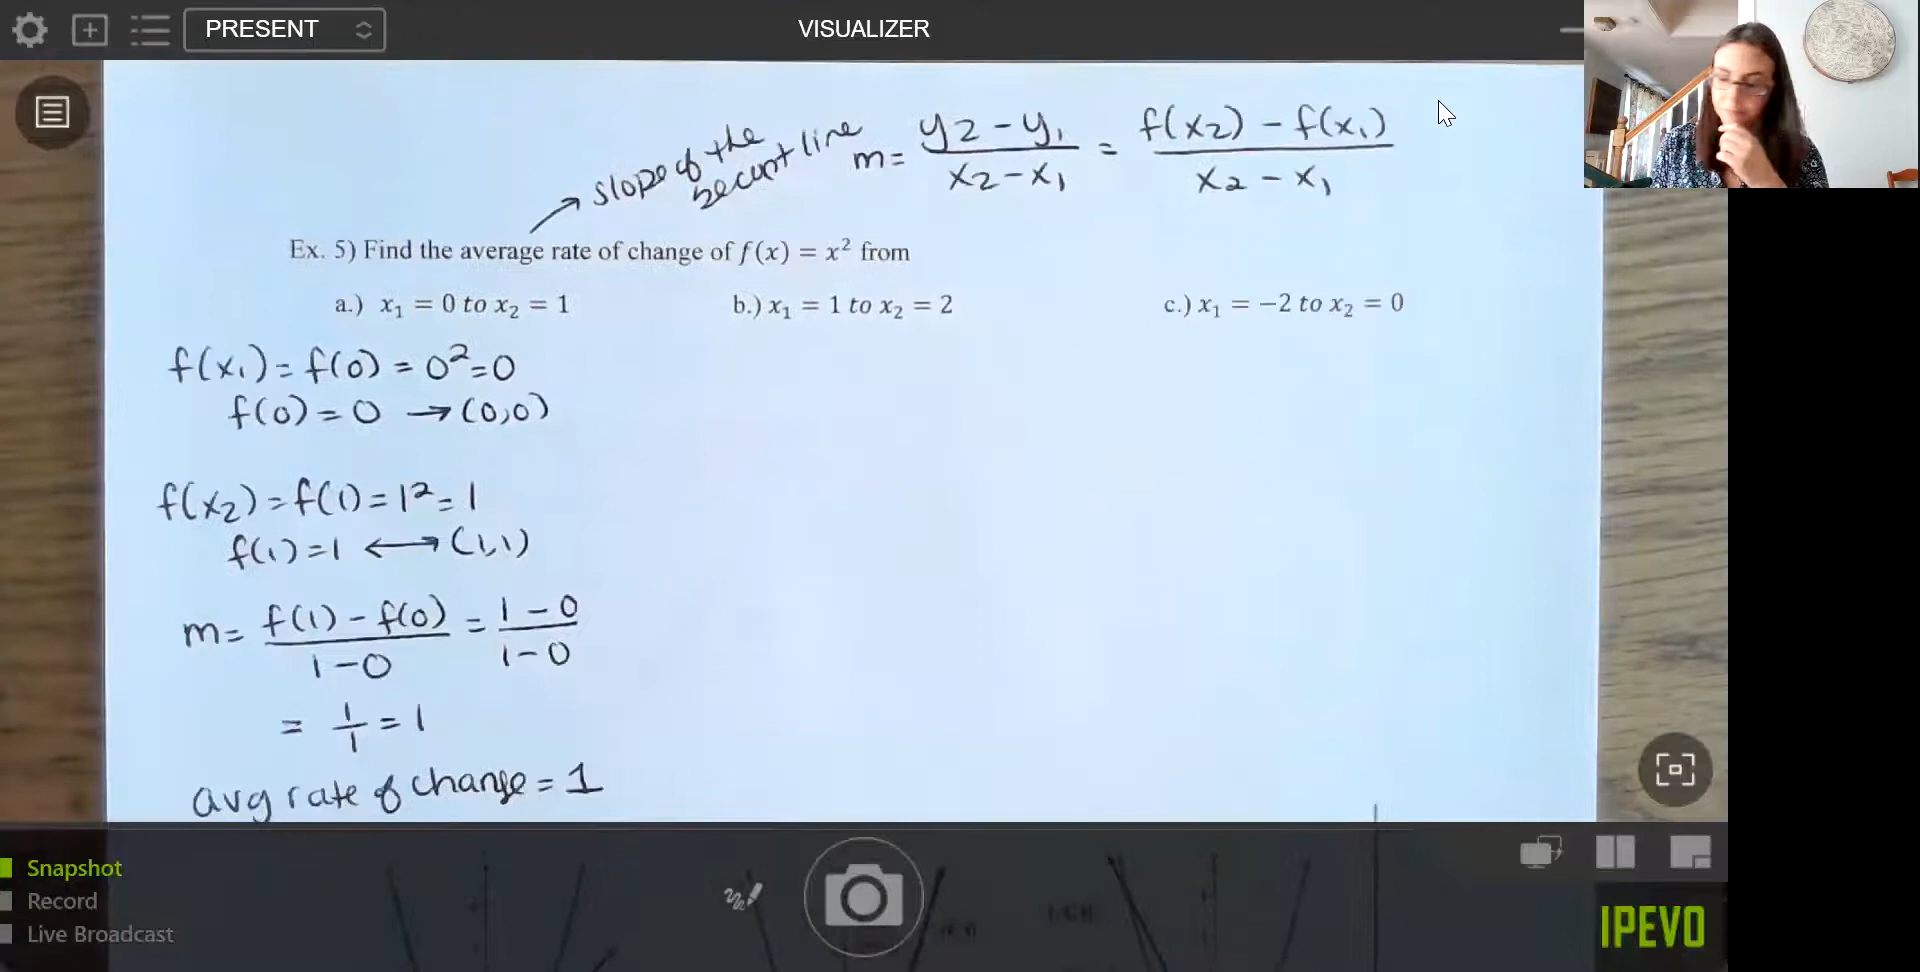 PRESENT
VISUALIZER
slope of the
secant line
m = y2 - y₁ / x2 - x₁ = f(x2) - f(x₁) / x2 - x₁
Ex. 5) Find the average rate of change of f(x) = x² from
a.) x₁ = 0 to x₂ = 1
b.) x₁ = 1 to x₂ = 2
c.) x₁ = −2 to x₂ = 0
f(x₁) = f(0) = 0² = 0
f(0) = 0 → (0,0)
f(x₂) = f(1) = 1² = 1
f(1) = 1 ⟷ (1,1)
m = f(1) - f(0) / 1 - 0 = 1 - 0 / 1 - 0
= 1/1 = 1
avg rate of change = 1
Snapshot
Record
Live Broadcast
IPEVO